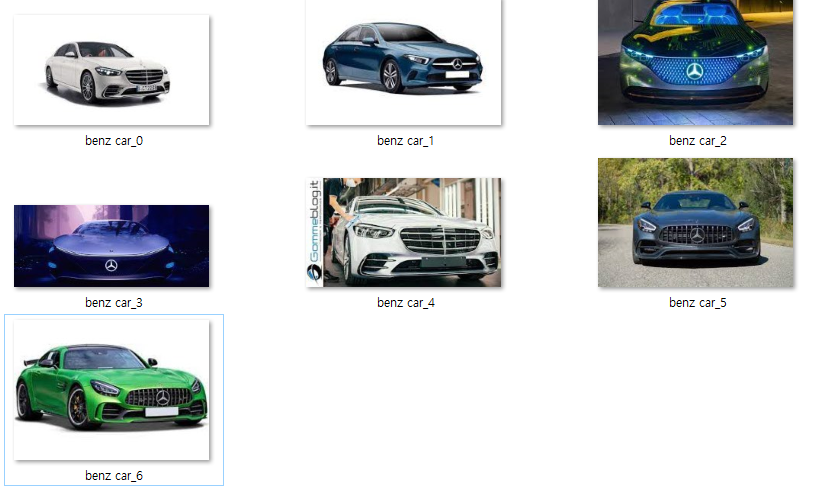 benz car_0
benz car_1
benz car_2
Gommeblog.it
benz car_3
benz car_4
benz car_5
benz car_6